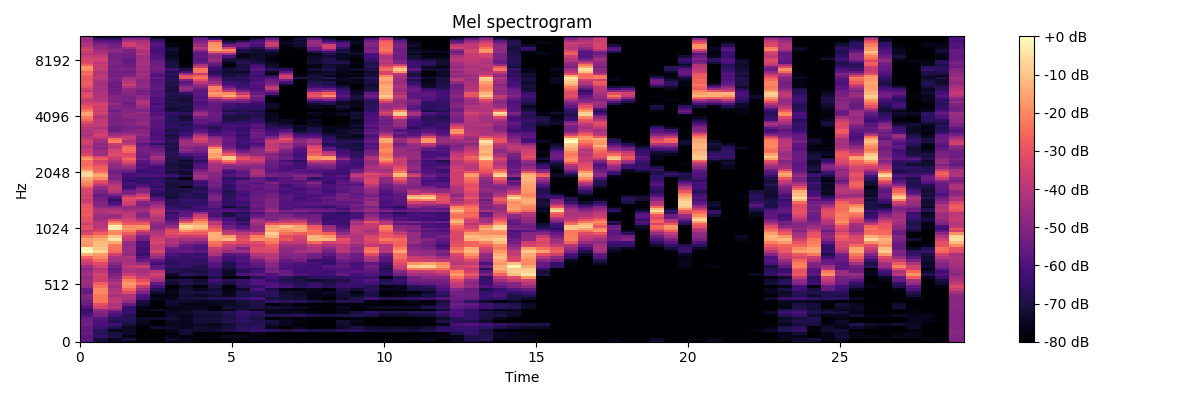 Mel spectrogram
8192
4096
2048
1024
512
0
Hz
0 5 10 15 20 25
Time
+0 dB
-10 dB
-20 dB
-30 dB
-40 dB
-50 dB
-60 dB
-70 dB
-80 dB